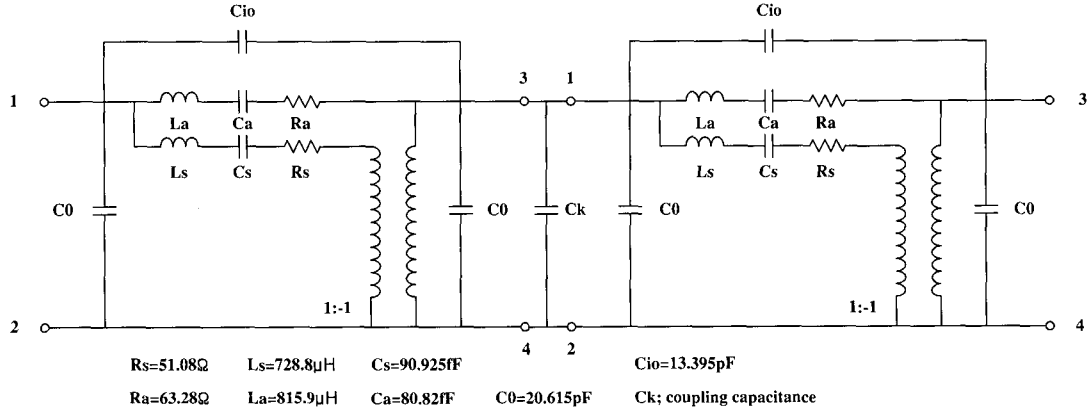 Cio Cio
1 3 1 3
La Ca Ra La Ca Ra
Ls Cs Rs Ls Cs Rs
C0 C0 Ck C0 C0
1:-1 1:-1
2 4 2 4
Rs=51.08Ω Ls=728.8μH Cs=90.925fF Cio=13.395pF
Ra=63.28Ω La=815.9μH Ca=80.82fF C0=20.615pF Ck; coupling capacitance